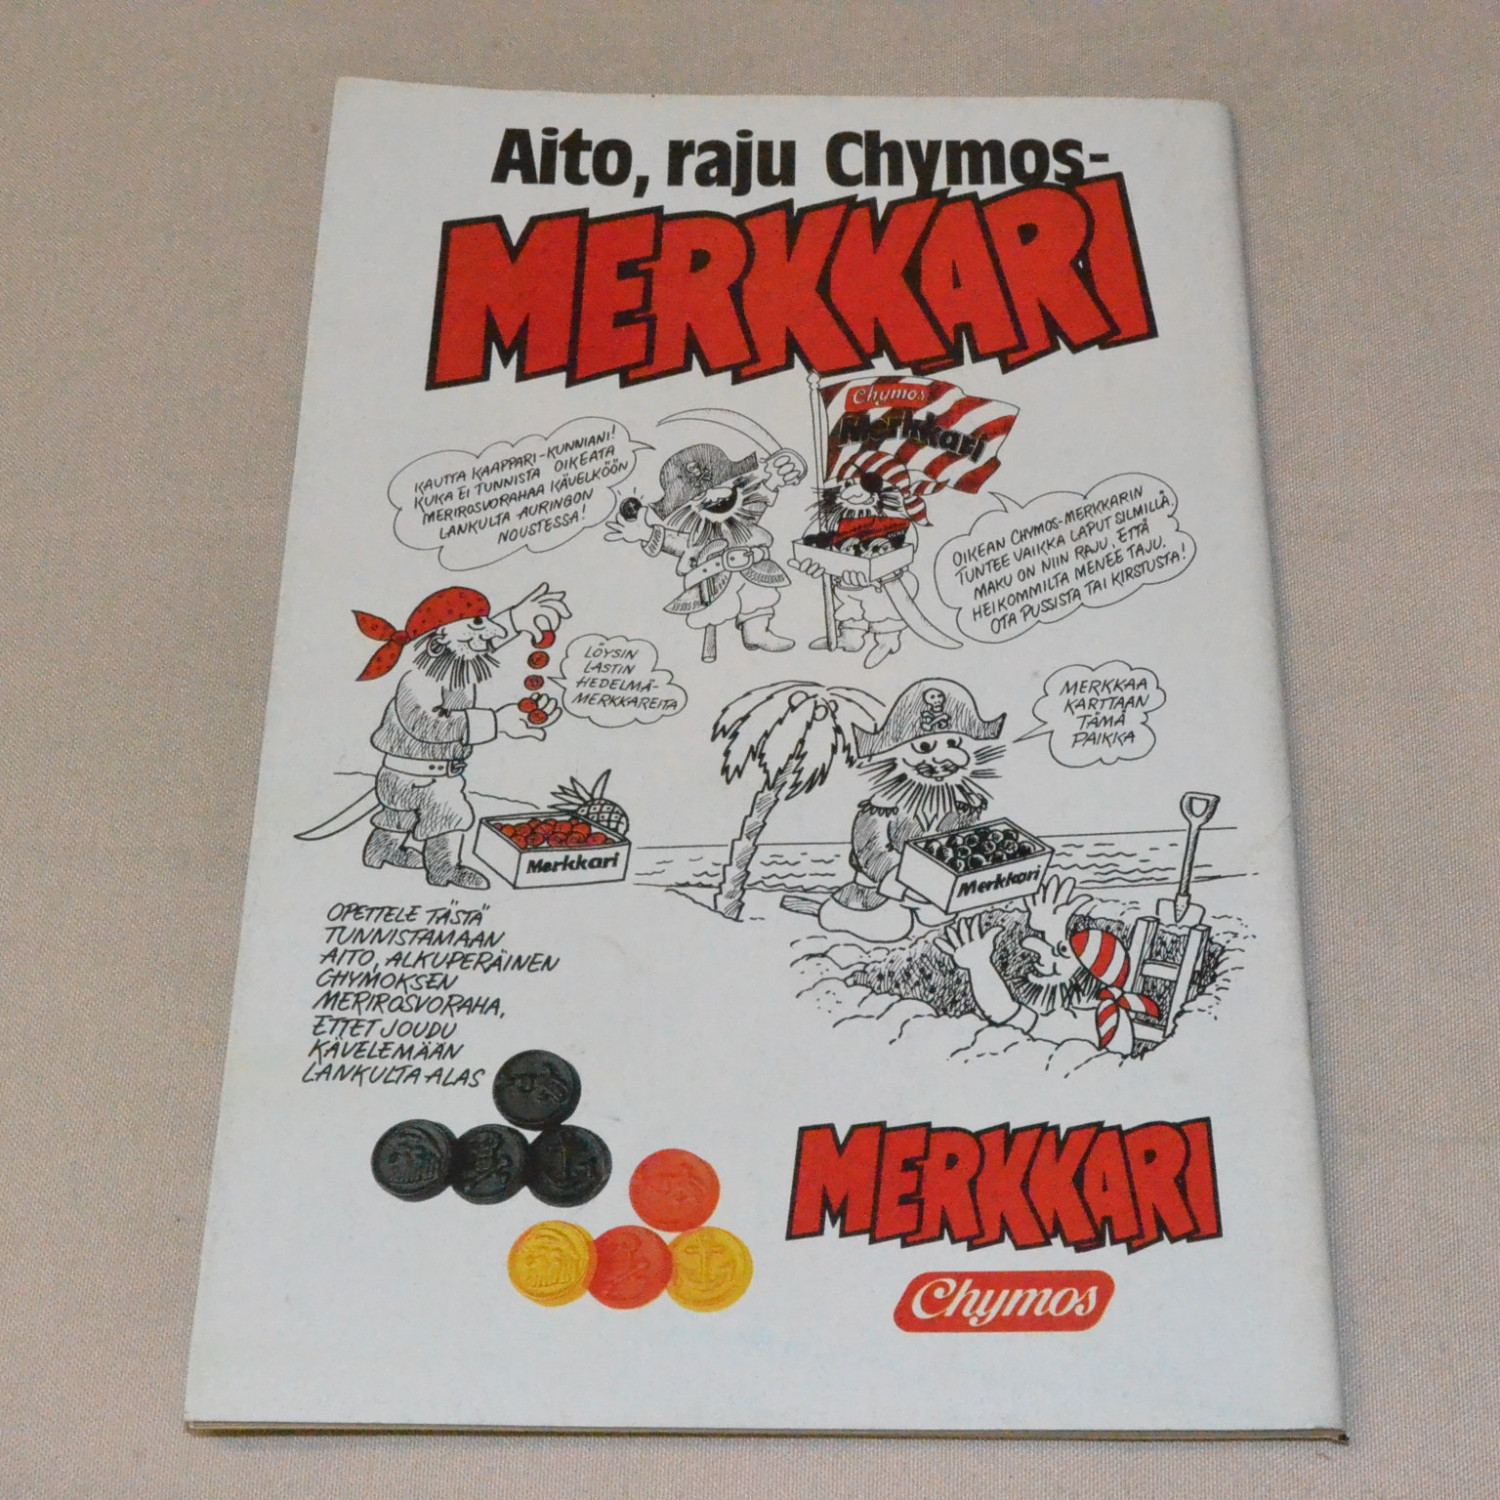 Aito, raju Chymos-
MERKKARI
Chymos
Merkkari
KAUTTA KAAPPARI-KUNNIANI!
KUKA EI TUNNISTA OIKEATA
MERIROSVORAHAA KÄVELKÖÖN
LANKULTA AURINGON
NOUSTESSA!
OIKEAN CHYMOS-MERKKARIN
TUNTEE VAIKKA LAPUT SILMILLÄ.
MAKU ON NIIN RAJU, ETTÄ
HEIKOMMILTA MENEE TAJU.
OTA PUSSISTA TAI KIRSTUSTA!
LÖYSIN
LASTIN
HEDELMÄ-
MERKKAREITA
MERKKAA
KARTTAAN
TÄMÄ
PAIKKA
Merkkari
Merkkari
OPETTELE TÄSTÄ
TUNNISTAMAAN
AITO, ALKUPERÄINEN
CHYMOKSEN
MERIROSVORAHA,
ETTET JOUDU
KÄVELEMÄÄN
LANKULTA ALAS
MERKKARI
Chymos